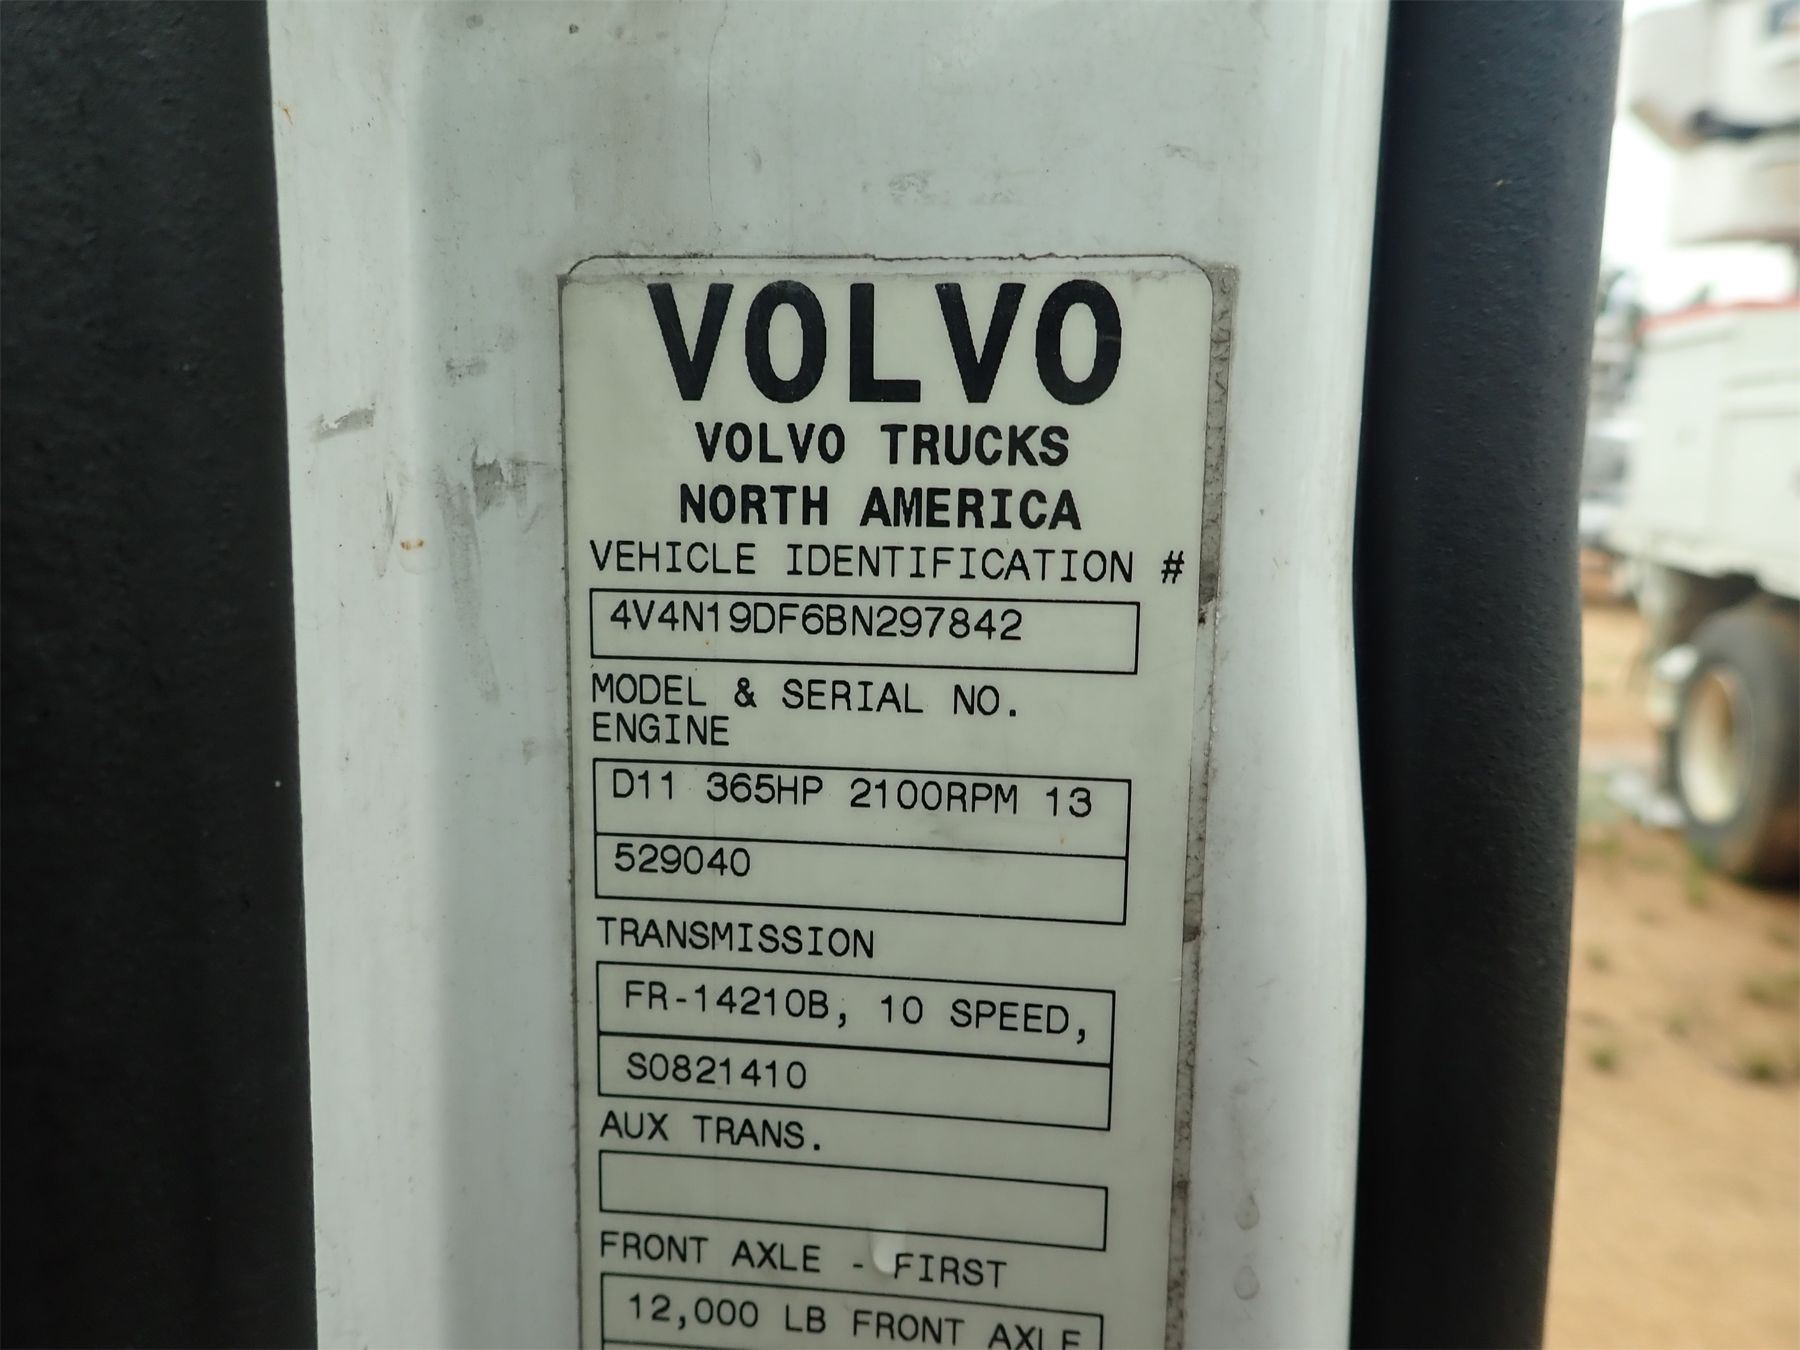 VOLVO
VOLVO TRUCKS
NORTH AMERICA
VEHICLE IDENTIFICATION #
4V4N19DF6BN297842
MODEL & SERIAL NO.
ENGINE
D11 365HP 2100RPM 13
529040
TRANSMISSION
FR-14210B, 10 SPEED,
S0821410
AUX TRANS.
FRONT AXLE - FIRST
12,000 LB FRONT AXLE